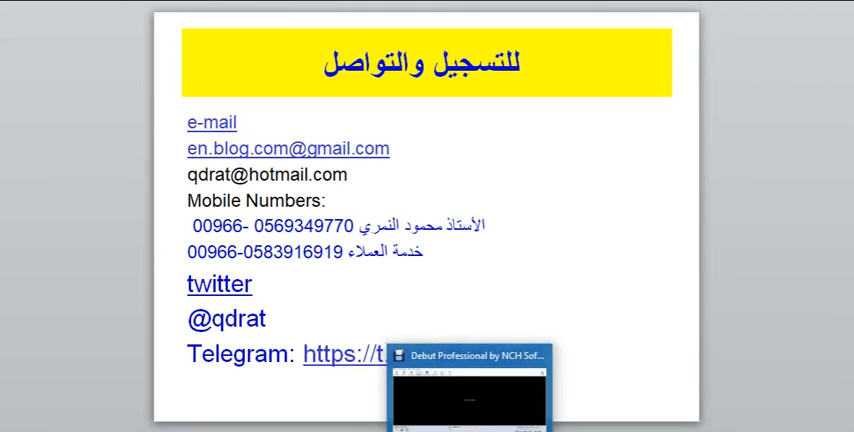 للتسجيل والتواصل
e-mail
en.blog.com@gmail.com
qdrat@hotmail.com
Mobile Numbers:
00966- 0569349770 الأستاذ محمود النمري
00966-0583916919 خدمة العملاء
twitter
@qdrat
Telegram: https://t.
Debut Professional by NCH Sof...